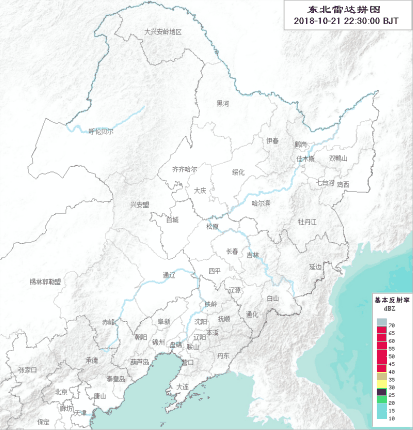 东北雷达拼图
2018-10-21 22:30:00 BJT
大兴安岭地区
黑河
呼伦贝尔
伊春
鹤岗
佳木斯
双鸭山
齐齐哈尔
绥化
七台河
鸡西
大庆
兴安盟
哈尔滨
白城
松原
牡丹江
长春
吉林
延边
通辽
四平
锡林郭勒盟
辽源
白山
铁岭
赤峰
阜新
沈阳
抚顺
通化
朝阳
本溪
锦州
盘锦
辽阳
鞍山
承德
葫芦岛
营口
丹东
张家口
秦皇岛
大连
北京
唐山
廊坊
天津
保定
基本反射率
dBZ
70
65
60
55
50
45
40
35
30
25
20
15
10